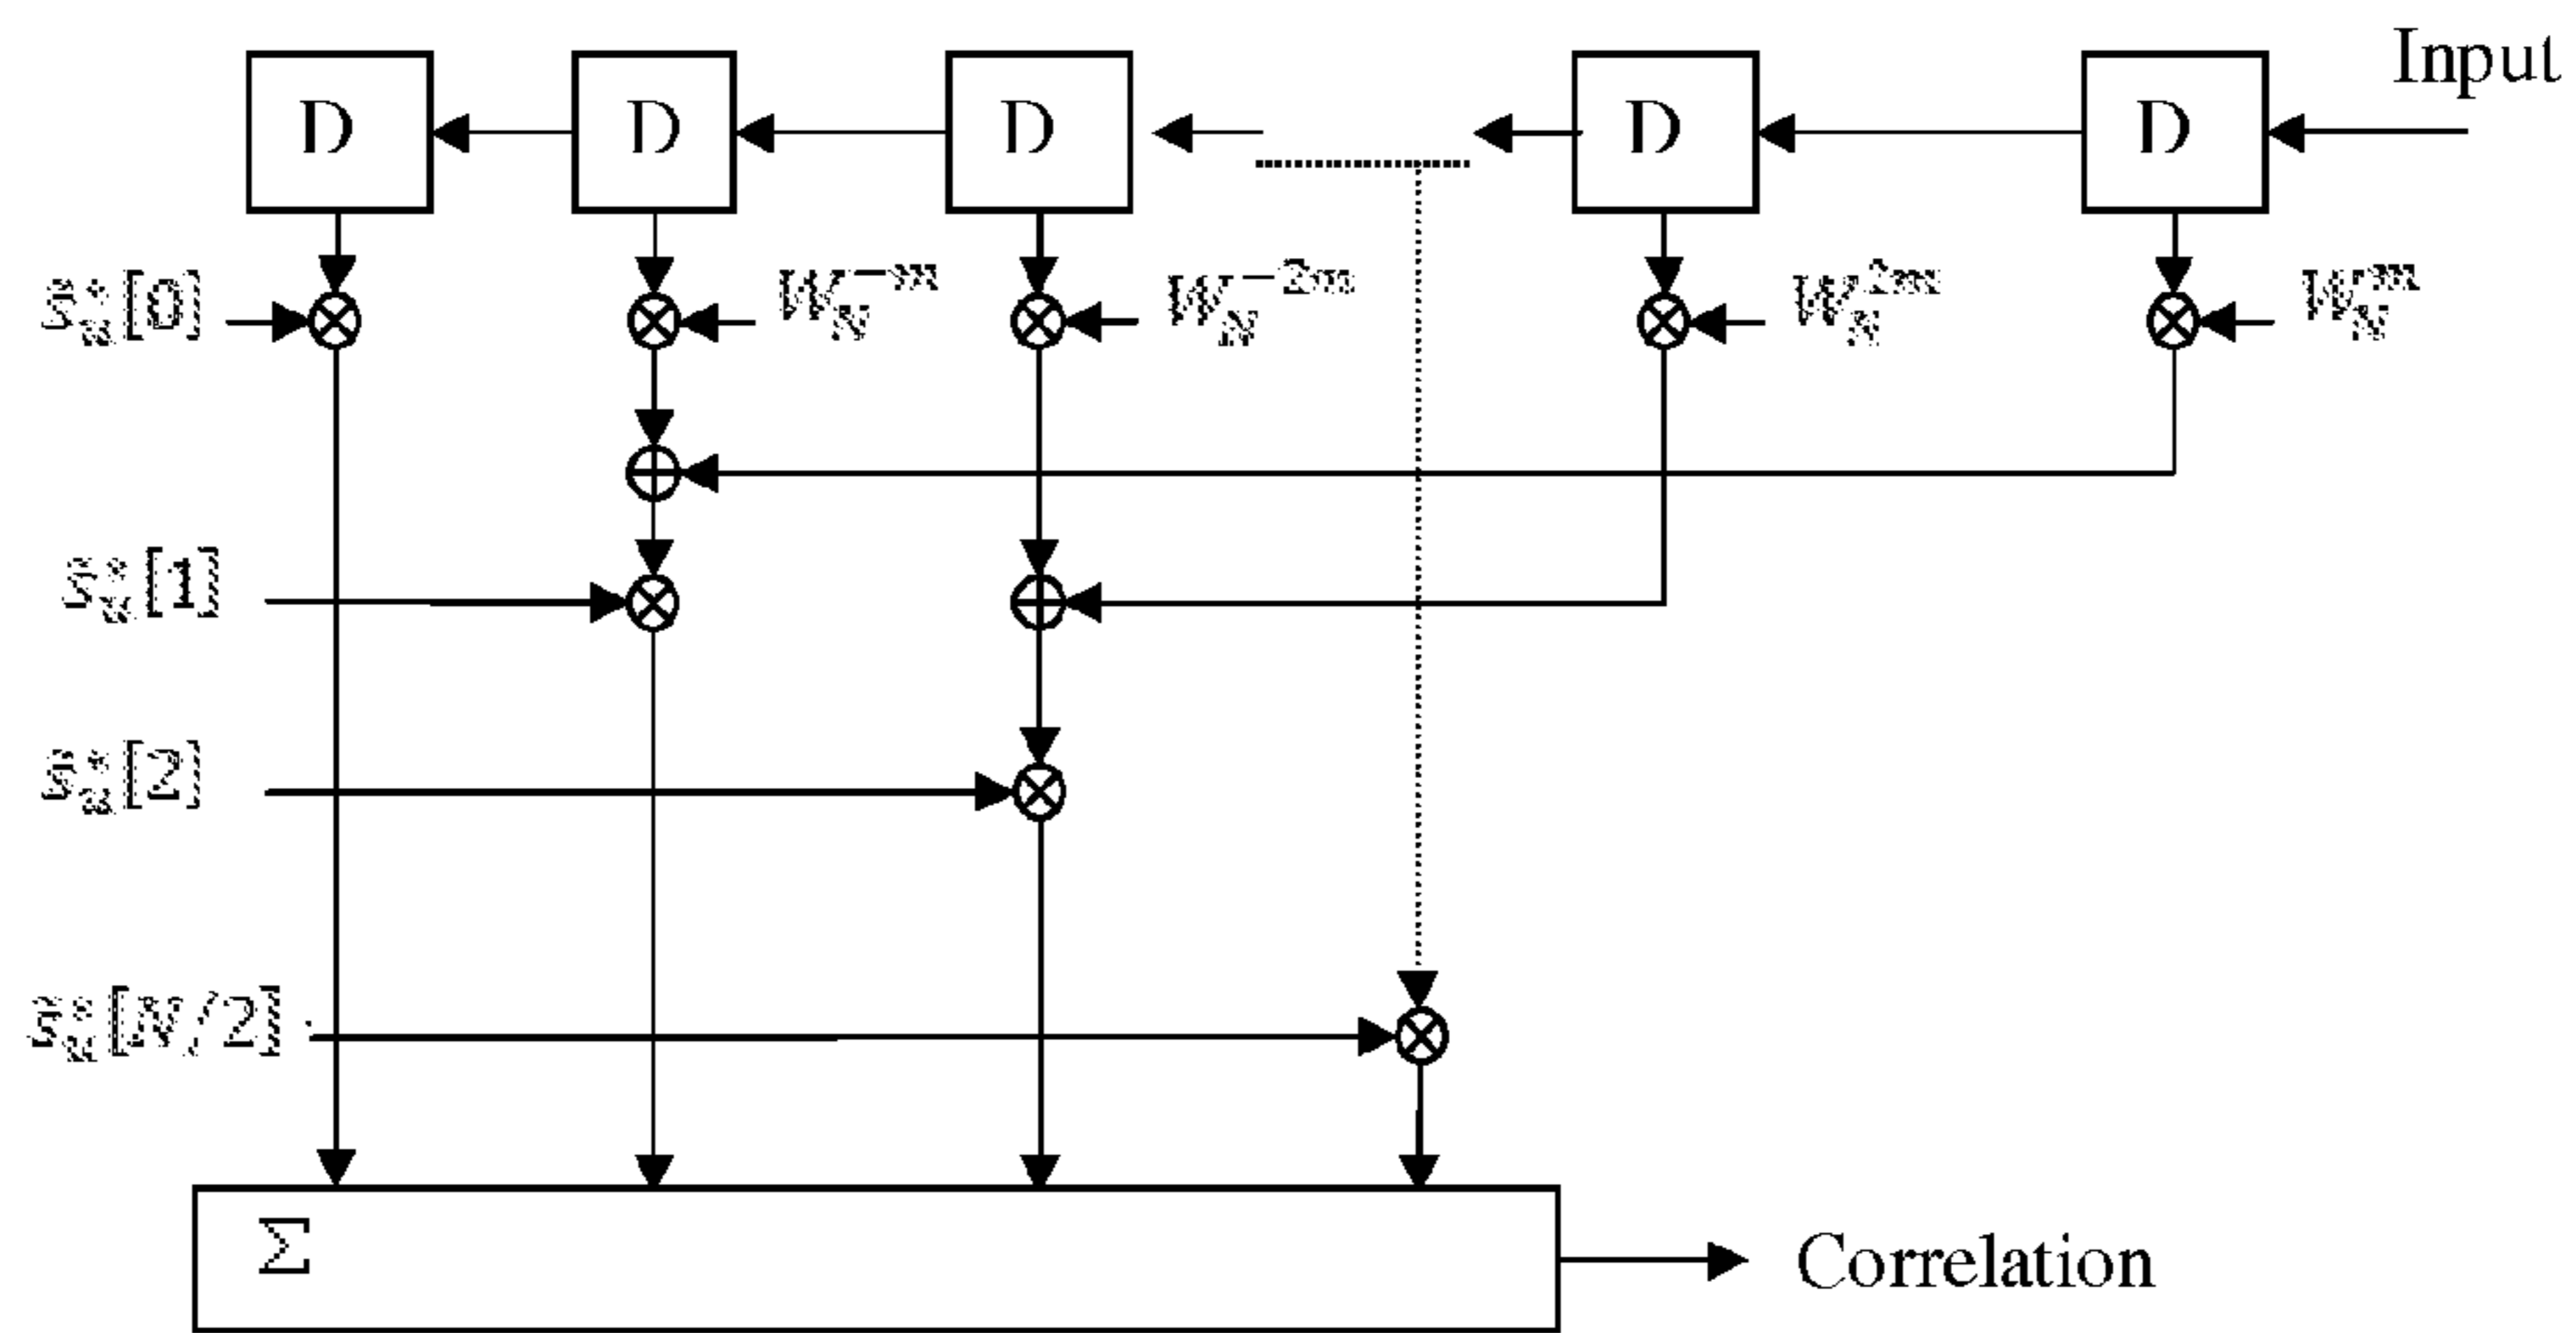 Input
D D D D D
s*[0] W_N^{-m} W_N^{-2m} W_N^{2m} W_N^{m}
s*[1]
s*[2]
s*[N/2]
Σ
Correlation